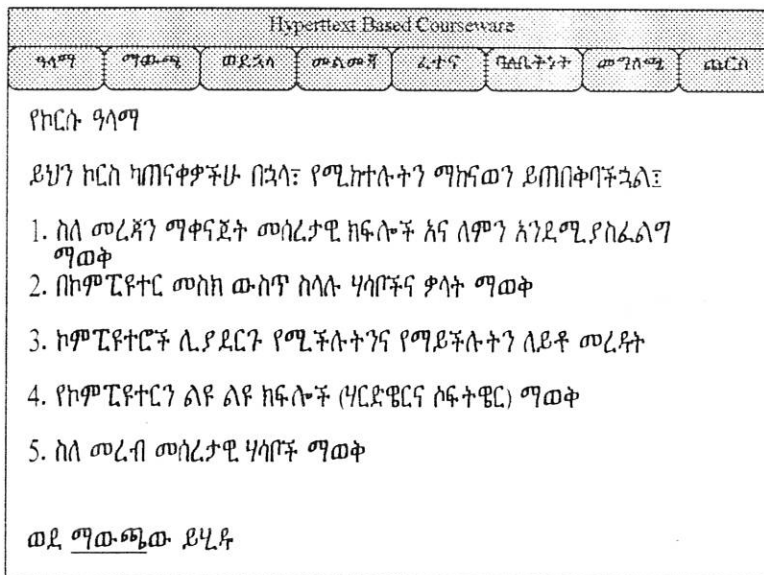 Hyperttext Based Courseware
ዓላማ ማውጫ ወደኋላ መልመጃ ፈተና ባለቤትነት መግለጫ ጨርስ
የኮርሱ ዓላማ
ይህን ኮርስ ካጠናቀቃችሁ በኋላ፣ የሚከተሉትን ማከናወን ይጠበቅባችኋል፤
1. ስለ መረጃን ማቀናጀት መሰረታዊ ክፍሎች እና ለምን እንደሚያስፈልግ
ማወቅ
2. በኮምፒዩተር መስክ ውስጥ ስላሉ ሃሳቦችና ቃላት ማወቅ
3. ኮምፒዩተሮች ሊያደርጉ የሚችሉትንና የማይችሉትን ለይቶ መረዳት
4. የኮምፒዩተርን ልዩ ልዩ ክፍሎች (ሃርድዌርና ሶፍትዌር) ማወቅ
5. ስለ መረብ መሰረታዊ ሃሳቦች ማወቅ
ወደ ማውጫው ይሂዱ